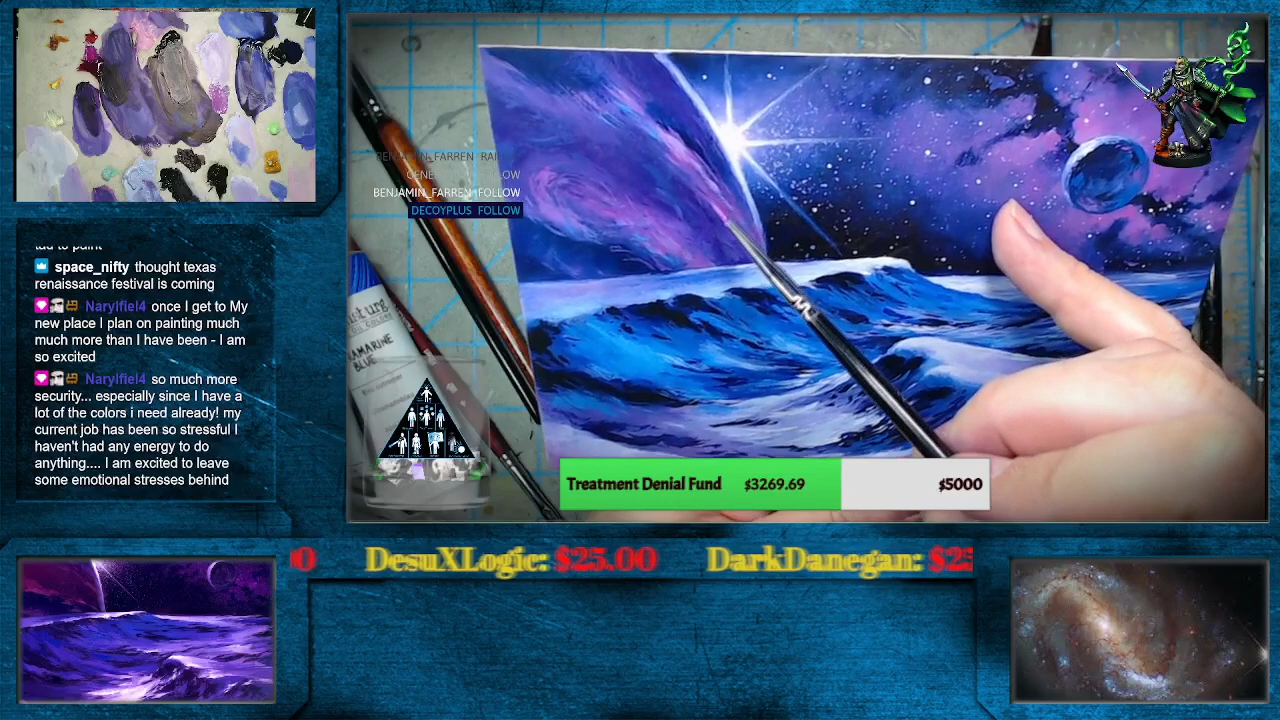 space_nifty thought texas
renaissance festival is coming
Narylfiel4 once I get to My
new place I plan on painting much
much more than I have been - I am
so excited
Narylfiel4 so much more
security... especially since I have a
lot of the colors i need already! my
current job has been so stressful I
haven't had any energy to do
anything.... I am excited to leave
some emotional stresses behind
BENJAMIN_FARREN
BENJAMIN_FARREN FOLLOW
DECOYPLUS FOLLOW
BLUE
Treatment Denial Fund $3269.69 $5000
DesuXLogic: $25.00 DarkDanegan: